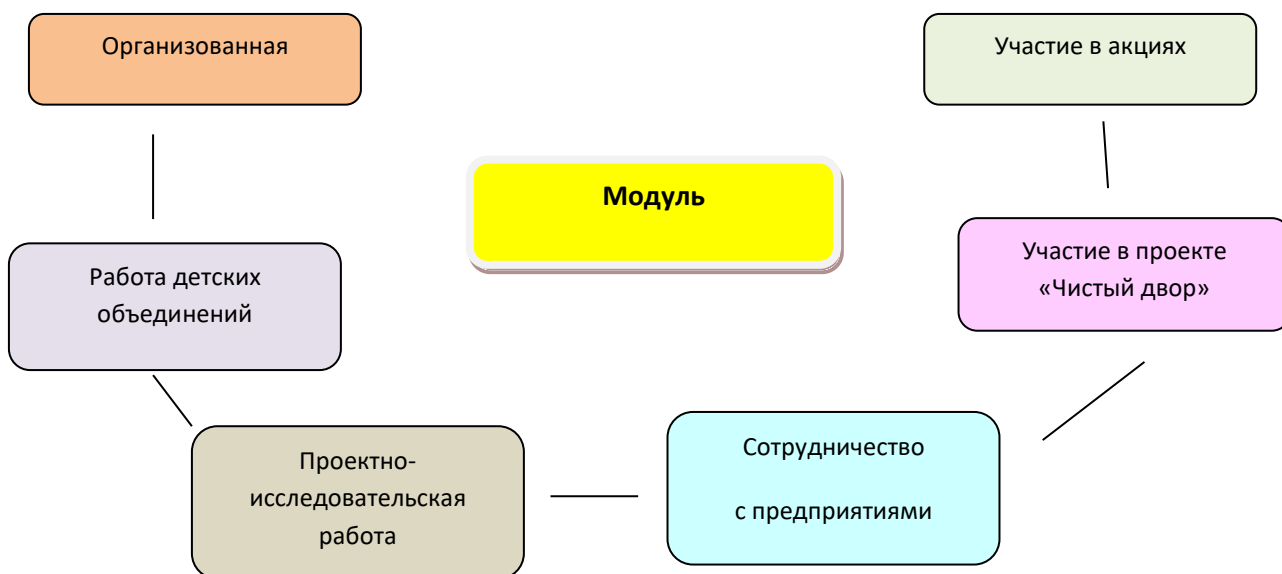 Организованная
Участие в акциях
Модуль
Работа детских
объединений
Участие в проекте
«Чистый двор»
Проектно-
исследовательская
работа
Сотрудничество
с предприятиями